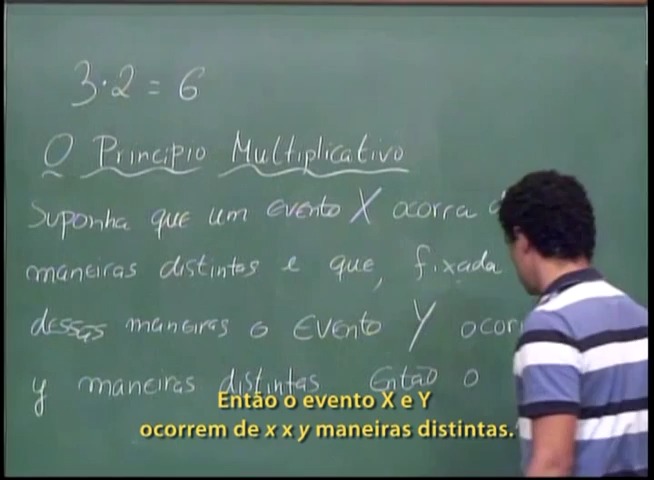 3·2 = 6
O Princípio Multiplicativo
Suponha que um evento X ocorra
maneiras distintas e que, fixada
dessas maneiras o evento Y
y maneiras distintas Então o
Então o evento X e Y
ocorrem de x x y maneiras distintas.